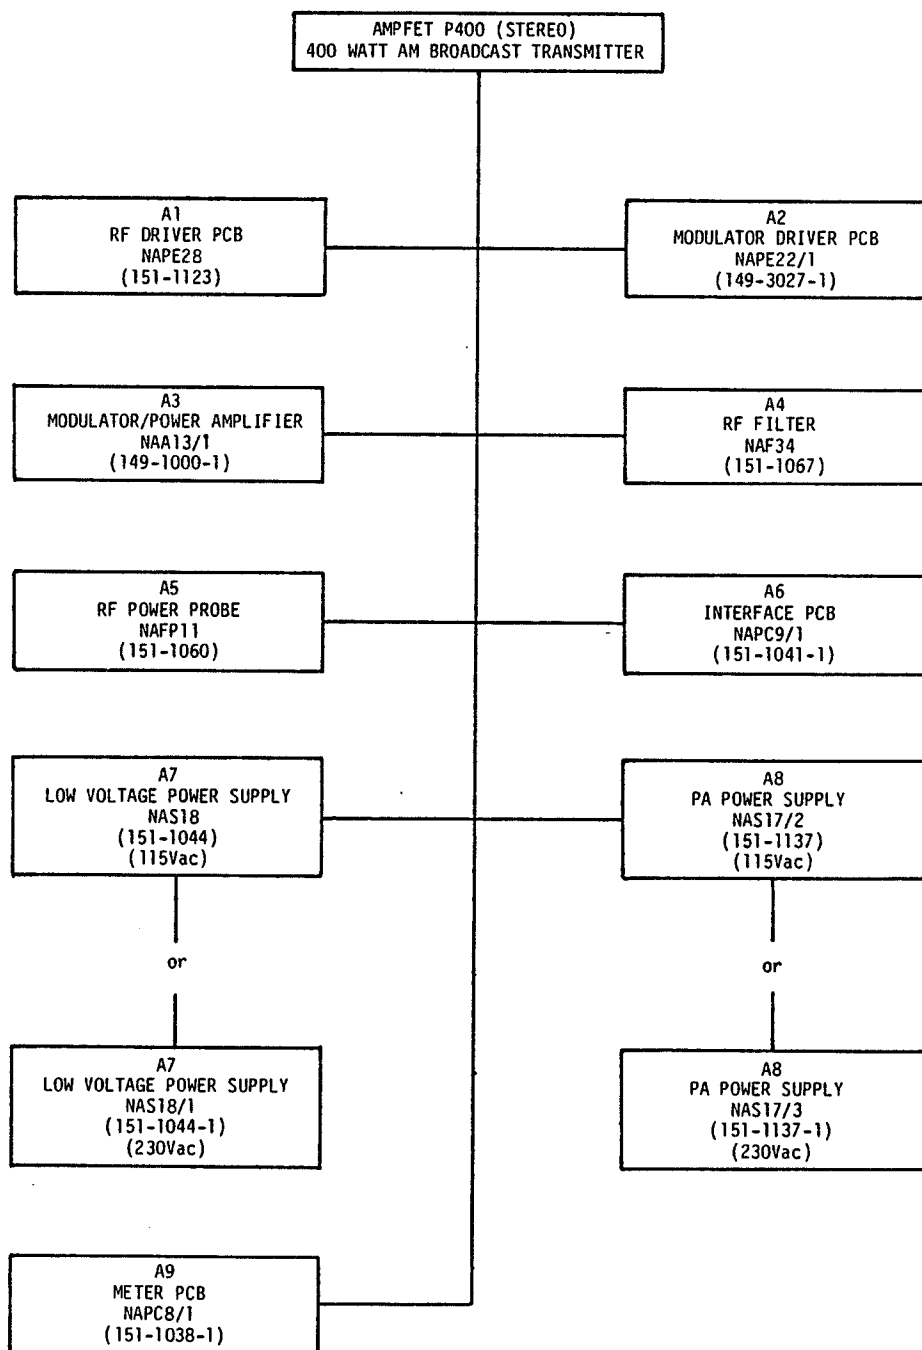 AMPFET P400 (STEREO)
400 WATT AM BROADCAST TRANSMITTER
A1
RF DRIVER PCB
NAPE28
(151-1123)
A2
MODULATOR DRIVER PCB
NAPE22/1
(149-3027-1)
A3
MODULATOR/POWER AMPLIFIER
NAA13/1
(149-1000-1)
A4
RF FILTER
NAF34
(151-1067)
A5
RF POWER PROBE
NAFP11
(151-1060)
A6
INTERFACE PCB
NAPC9/1
(151-1041-1)
A7
LOW VOLTAGE POWER SUPPLY
NAS18
(151-1044)
(115Vac)
A8
PA POWER SUPPLY
NAS17/2
(151-1137)
(115Vac)
or
or
A7
LOW VOLTAGE POWER SUPPLY
NAS18/1
(151-1044-1)
(230Vac)
A8
PA POWER SUPPLY
NAS17/3
(151-1137-1)
(230Vac)
A9
METER PCB
NAPC8/1
(151-1038-1)